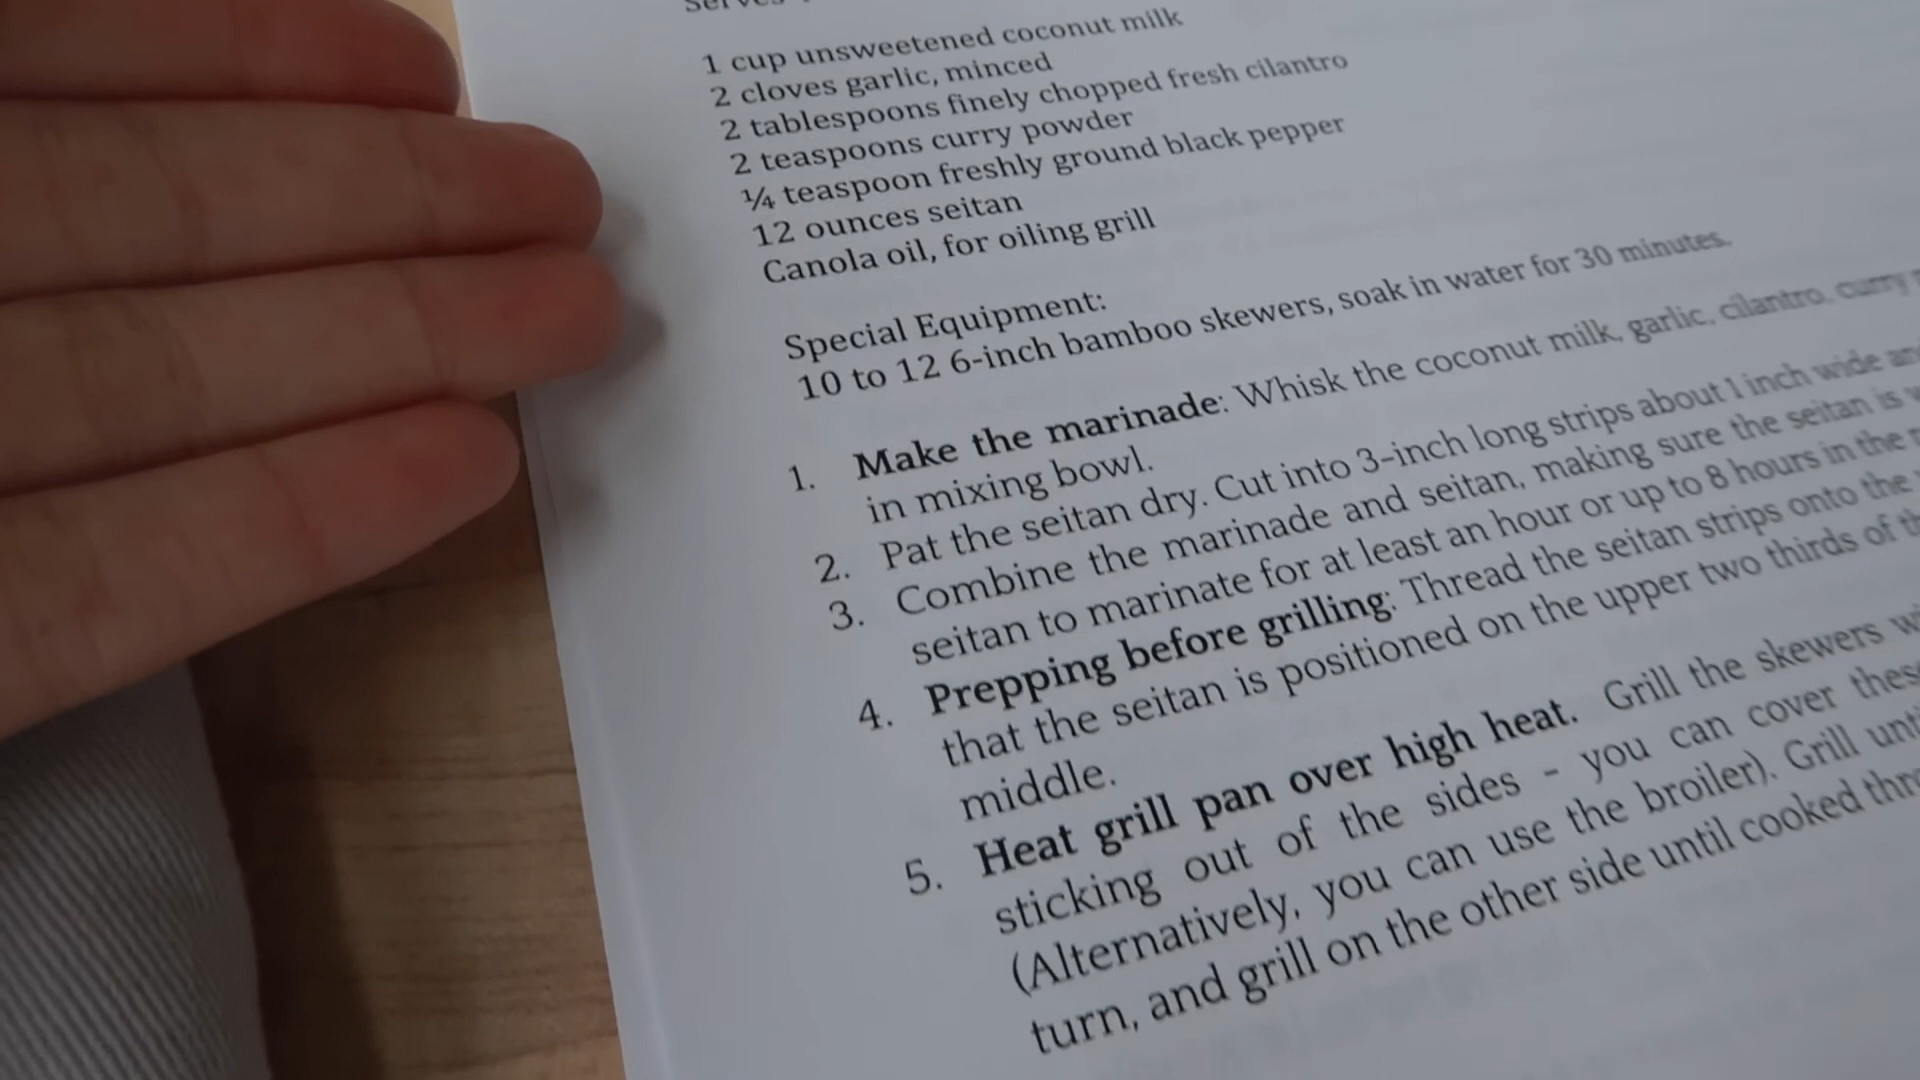 Serves
1 cup unsweetened coconut milk
2 cloves garlic, minced
2 tablespoons finely chopped fresh cilantro
2 teaspoons curry powder
¼ teaspoon freshly ground black pepper
12 ounces seitan
Canola oil, for oiling grill
Special Equipment:
10 to 12 6-inch bamboo skewers, soak in water for 30 minutes.
1. Make the marinade: Whisk the coconut milk, garlic, cilantro, curry
in mixing bowl.
2. Pat the seitan dry. Cut into 3-inch long strips about 1 inch wide and
3. Combine the marinade and seitan, making sure the seitan is
seitan to marinate for at least an hour or up to 8 hours in the
4. Prepping before grilling: Thread the seitan strips onto the
that the seitan is positioned on the upper two thirds of
middle.
5. Heat grill pan over high heat. Grill the skewers
sticking out of the sides - you can cover these
(Alternatively, you can use the broiler). Grill until
turn, and grill on the other side until cooked